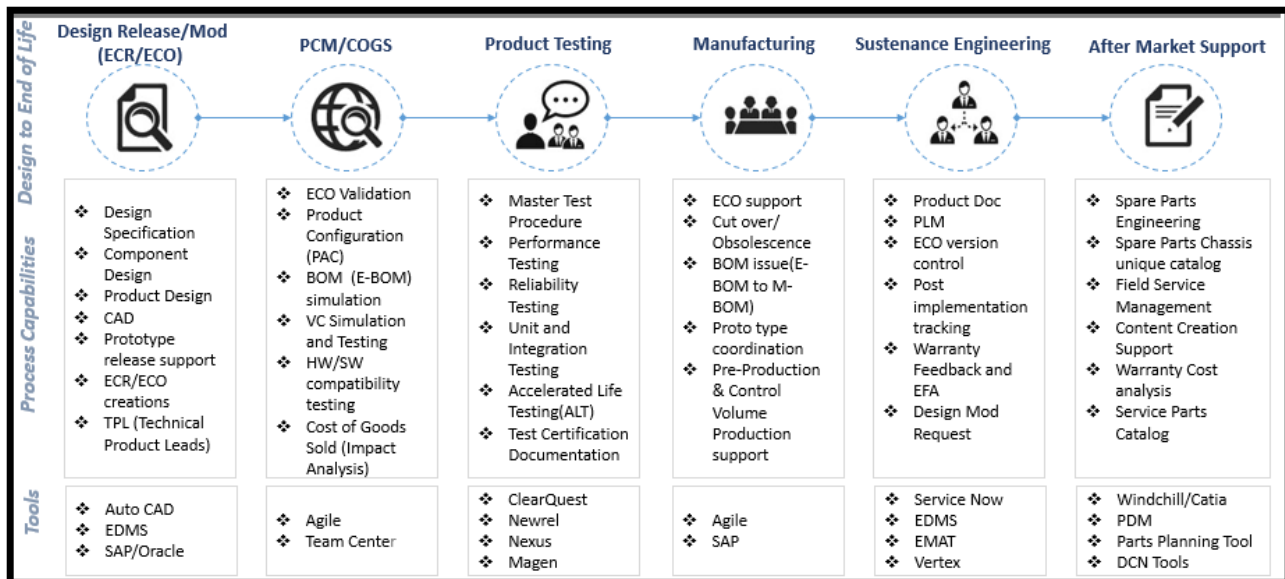 Design to End of Life
Design Release/Mod
(ECR/ECO)
PCM/COGS
Product Testing
Manufacturing
Sustenance Engineering
After Market Support
Process Capabilities
❖ Design
Specification
❖ Component
Design
❖ Product Design
❖ CAD
❖ Prototype
release support
❖ ECR/ECO
creations
❖ TPL (Technical
Product Leads)
❖ ECO Validation
❖ Product
Configuration
(PAC)
❖ BOM (E-BOM)
simulation
❖ VC Simulation
and Testing
❖ HW/SW
compatibility
testing
❖ Cost of Goods
Sold (Impact
Analysis)
❖ Master Test
Procedure
❖ Performance
Testing
❖ Reliability
Testing
❖ Unit and
Integration
Testing
❖ Accelerated Life
Testing(ALT)
❖ Test Certification
Documentation
❖ ECO support
❖ Cut over/
Obsolescence
❖ BOM issue(E-
BOM to M-
BOM)
❖ Proto type
coordination
❖ Pre-Production
& Control
Volume
Production
support
❖ Product Doc
❖ PLM
❖ ECO version
control
❖ Post
implementation
tracking
❖ Warranty
Feedback and
EFA
❖ Design Mod
Request
❖ Spare Parts
Engineering
❖ Spare Parts Chassis
unique catalog
❖ Field Service
Management
❖ Content Creation
Support
❖ Warranty Cost
analysis
❖ Service Parts
Catalog
Tools
❖ Auto CAD
❖ EDMS
❖ SAP/Oracle
❖ Agile
❖ Team Center
❖ ClearQuest
❖ Newrel
❖ Nexus
❖ Magen
❖ Agile
❖ SAP
❖ Service Now
❖ EDMS
❖ EMAT
❖ Vertex
❖ Windchill/Catia
❖ PDM
❖ Parts Planning Tool
❖ DCN Tools